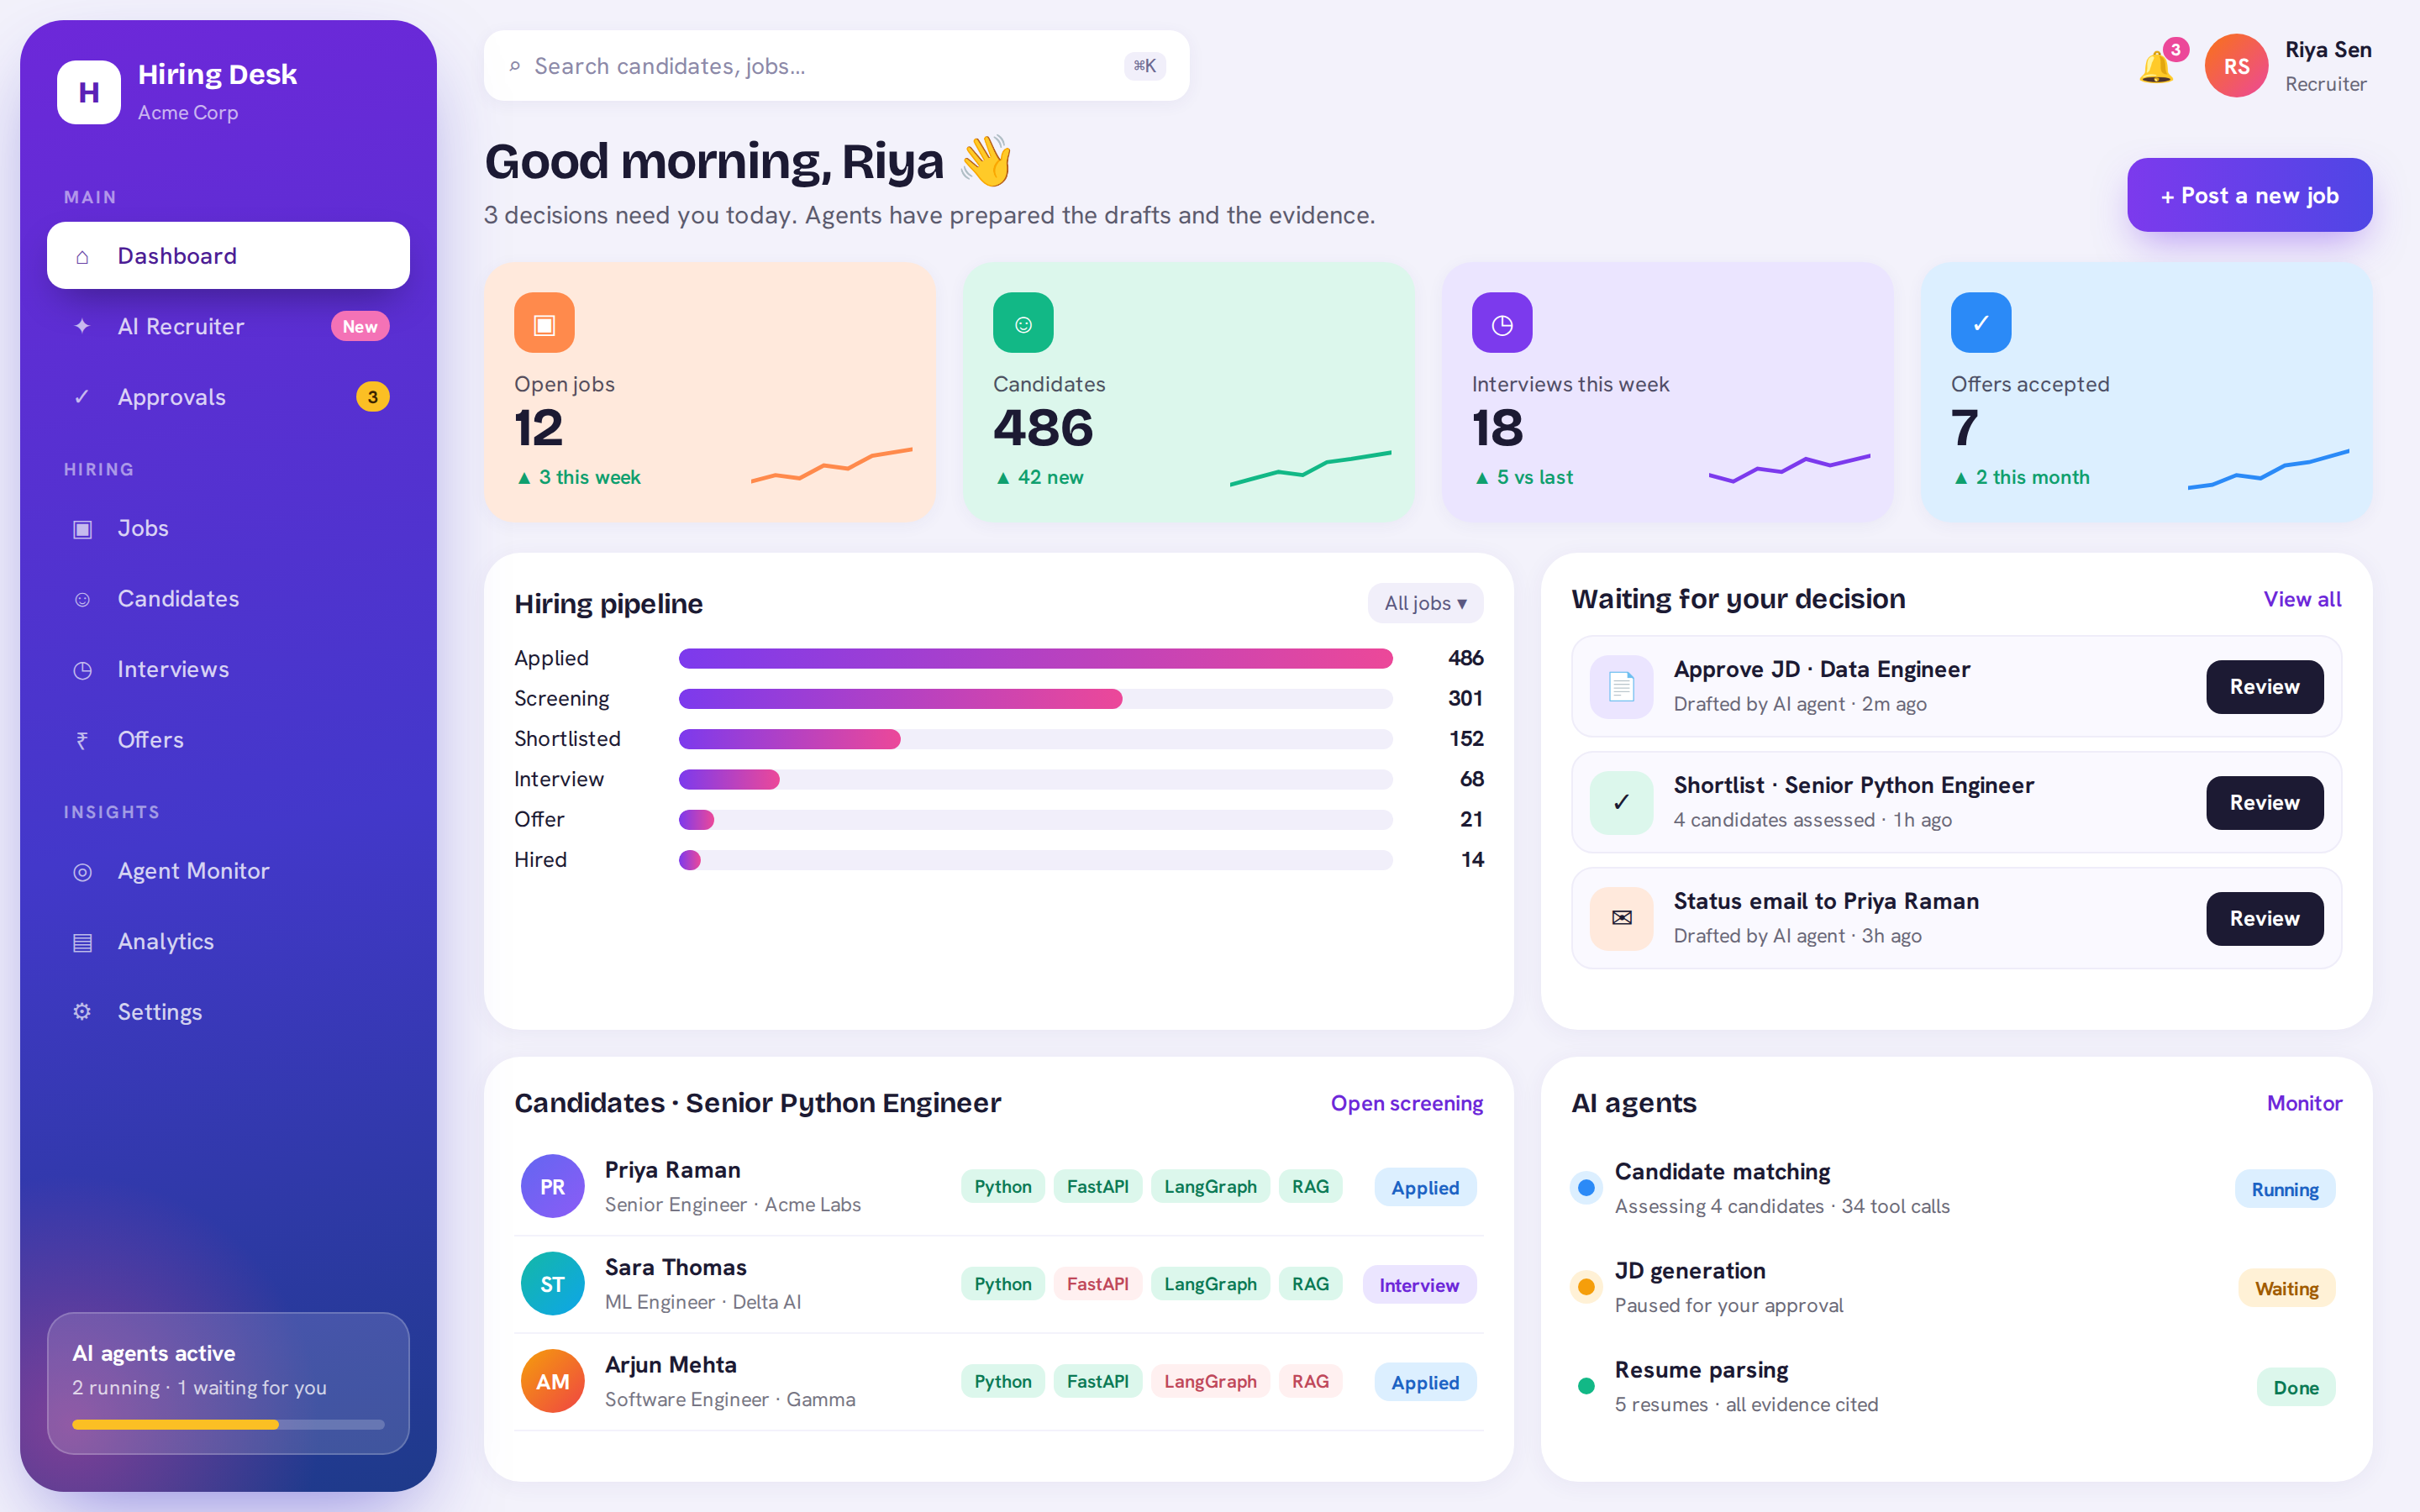 H
Hiring Desk
Acme Corp
MAIN
Dashboard
AI Recruiter New
Approvals 3
HIRING
Jobs
Candidates
Interviews
₹ Offers
INSIGHTS
Agent Monitor
Analytics
Settings
AI agents active
2 running · 1 waiting for you
Search candidates, jobs... ⌘K
3
RS
Riya Sen
Recruiter
Good morning, Riya 👋
3 decisions need you today. Agents have prepared the drafts and the evidence.
+ Post a new job
Open jobs
12
▲ 3 this week
Candidates
486
▲ 42 new
Interviews this week
18
▲ 5 vs last
Offers accepted
7
▲ 2 this month
Hiring pipeline
All jobs ▾
Applied 486
Screening 301
Shortlisted 152
Interview 68
Offer 21
Hired 14
Waiting for your decision
View all
Approve JD · Data Engineer
Drafted by AI agent · 2m ago
Review
Shortlist · Senior Python Engineer
4 candidates assessed · 1h ago
Review
Status email to Priya Raman
Drafted by AI agent · 3h ago
Review
Candidates · Senior Python Engineer
Open screening
PR
Priya Raman
Senior Engineer · Acme Labs
Python FastAPI LangGraph RAG
Applied
ST
Sara Thomas
ML Engineer · Delta AI
Python FastAPI LangGraph RAG
Interview
AM
Arjun Mehta
Software Engineer · Gamma
Python FastAPI LangGraph RAG
Applied
AI agents
Monitor
Candidate matching
Assessing 4 candidates · 34 tool calls
Running
JD generation
Paused for your approval
Waiting
Resume parsing
5 resumes · all evidence cited
Done